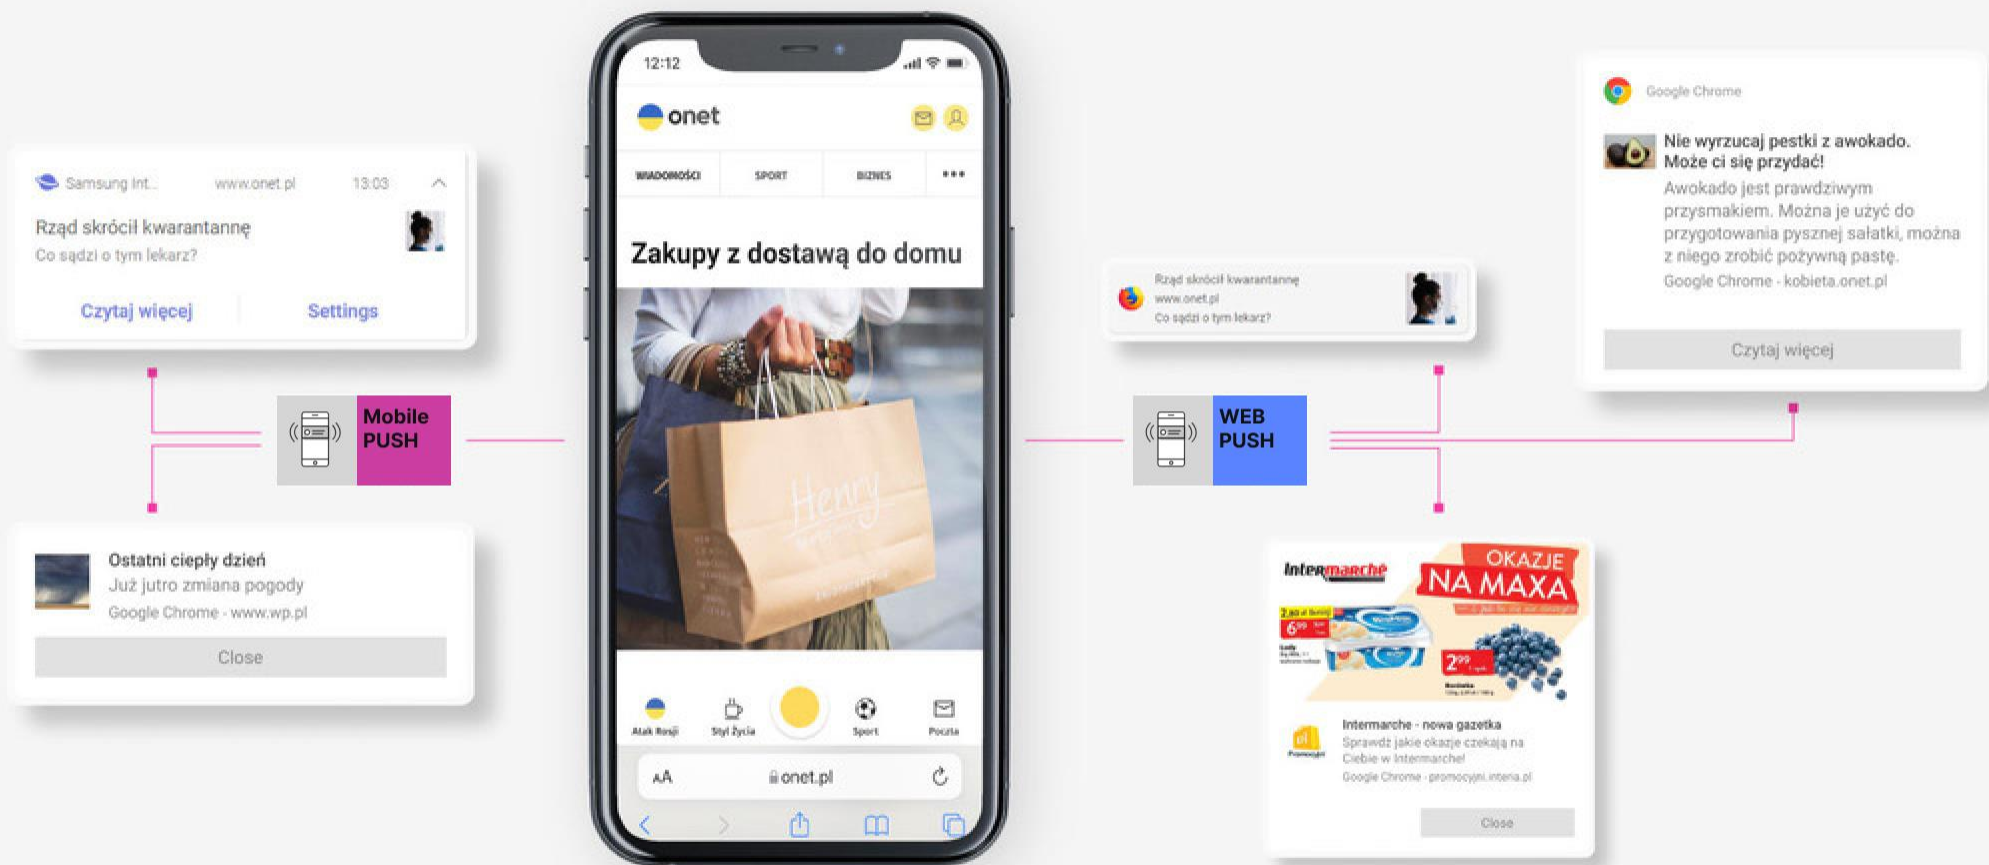 Samsung Int... www.onet.pl 13:03
Rząd skrócił kwarantannę
Co sądzi o tym lekarz?
Czytaj więcej Settings
Mobile
PUSH
Ostatni ciepły dzień
Już jutro zmiana pogody
Google Chrome - www.wp.pl
Close
12:12
onet
WIADOMOŚCI SPORT BIZNES
Zakupy z dostawą do domu
Henry
Atak Rosji Styl Życia Sport Poczta
AA onet.pl
WEB
PUSH
Rząd skrócił kwarantannę
www.onet.pl
Co sądzi o tym lekarz?
Google Chrome
Nie wyrzucaj pestki z awokado.
Może ci się przydać!
Awokado jest prawdziwym
przysmakiem. Można je użyć do
przygotowania pysznej sałatki, można
z niego zrobić pożywną pastę.
Google Chrome - kobieta.onet.pl
Czytaj więcej
Intermarché
OKAZJE
NA MAXA
6⁹⁹
2⁹⁹
Borówka
Lody
pl
Promocyjni
Intermarche - nowa gazetka
Sprawdź jakie okazje czekają na
Ciebie w Intermarche!
Google Chrome - promocyjni.interia.pl
Close